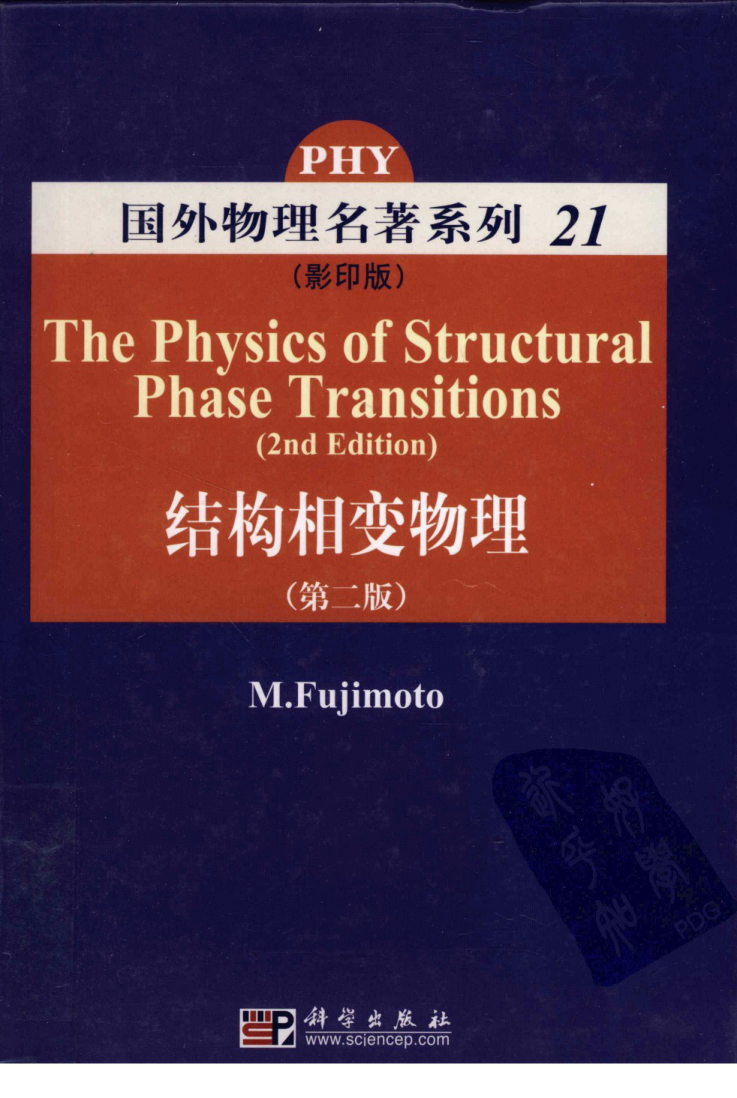 PHY
国外物理名著系列 21
(影印版)
The Physics of Structural
Phase Transitions
(2nd Edition)
结构相变物理
(第二版)
M.Fujimoto
PDG
科学出版社
www.sciencep.com